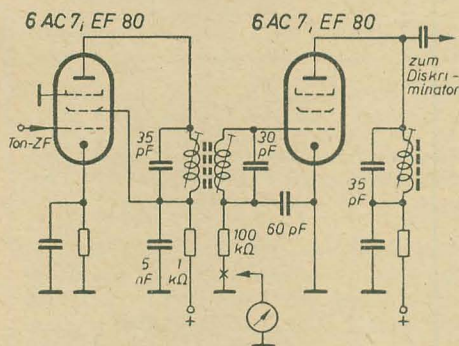 6 AC 7, EF 80
6 AC 7, EF 80
zum
Diskri-
minator
Ton-ZF
35
pF
30
pF
35
pF
60 pF
100
kΩ
5
nF
1
kΩ
+
+